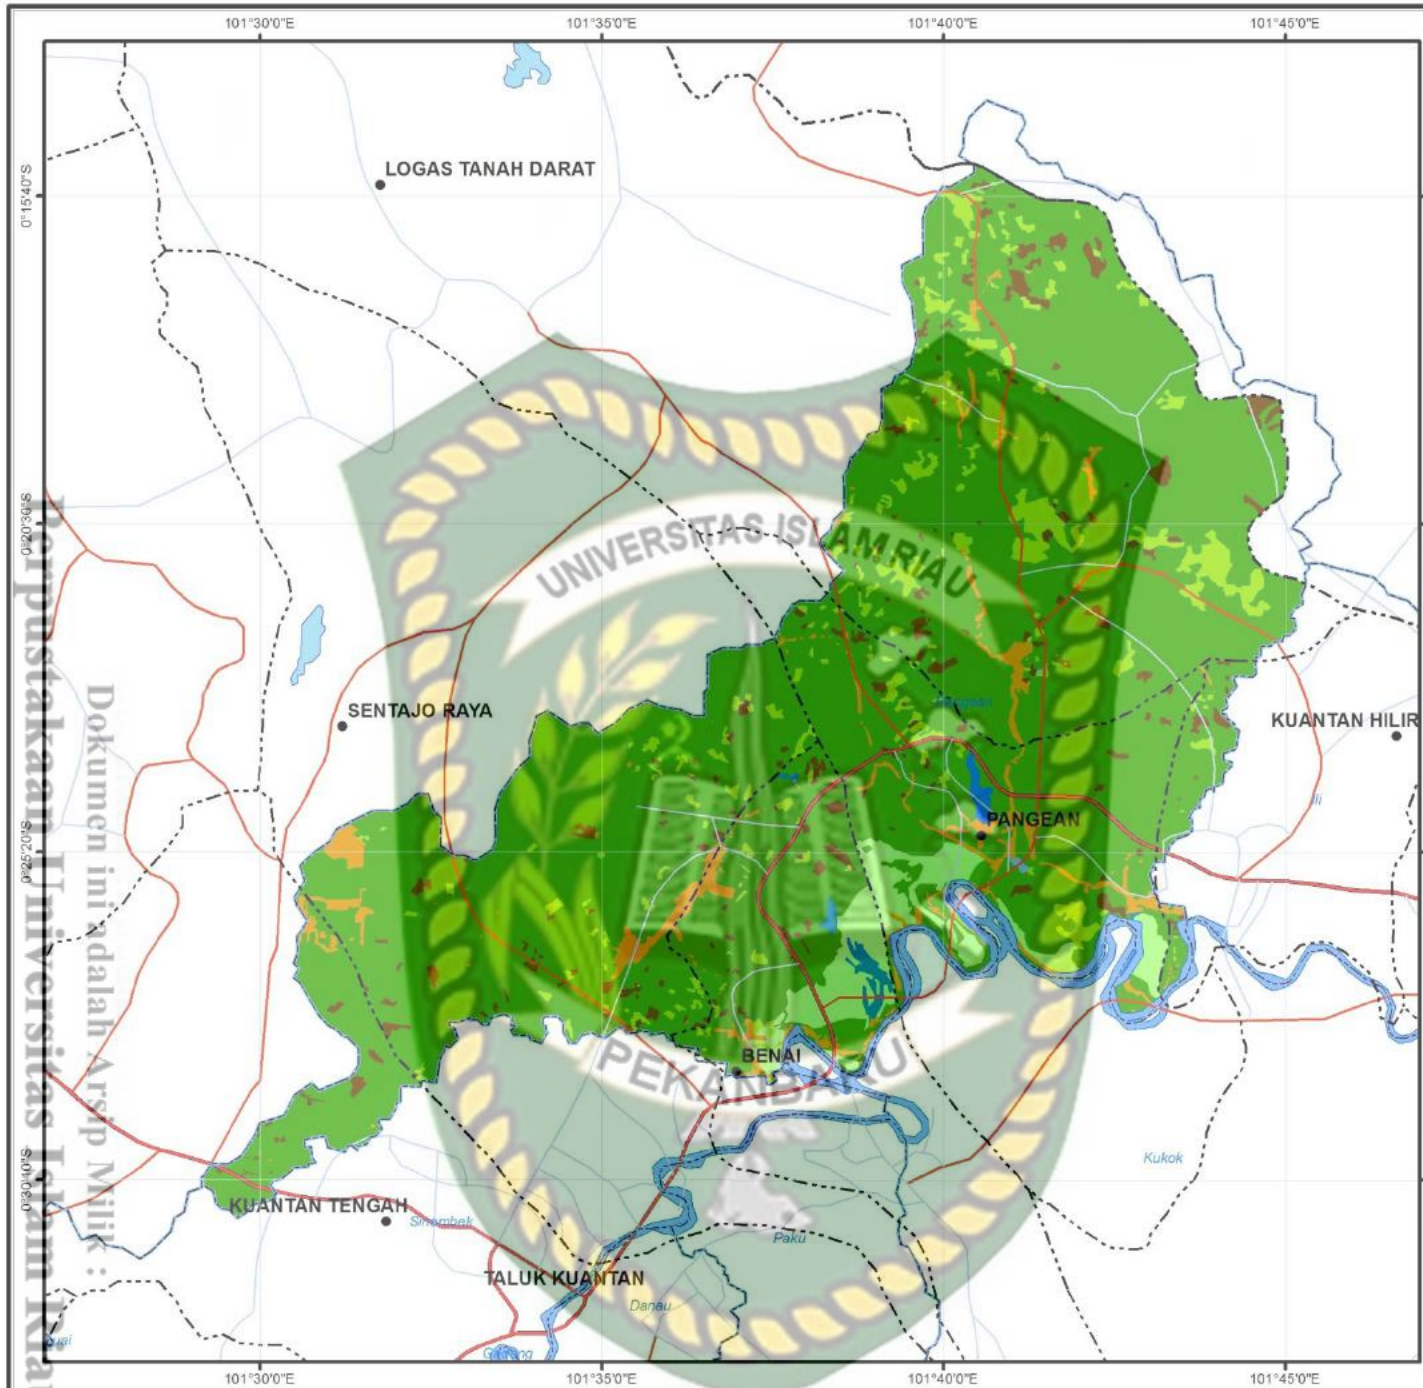 101°30'0"E
101°35'0"E
101°40'0"E
101°45'0"E
0°15'40"S
LOGAS TANAH DARAT
0°20'30"S
UNIVERSITAS ISLAM RIAU
SENTAJO RAYA
KUANTAN HILIR
PANGEAN
0°25'20"S
BENAI
PEKANBARU
Kukok
0°30'40"S
KUANTAN TENGAH
Sinambek
Paku
TALUK KUANTAN
Danau
101°30'0"E
101°35'0"E
101°40'0"E
101°45'0"E
Perpustakaan Universitas Islam Ria
Dokumen ini adalah Arsip Milik :